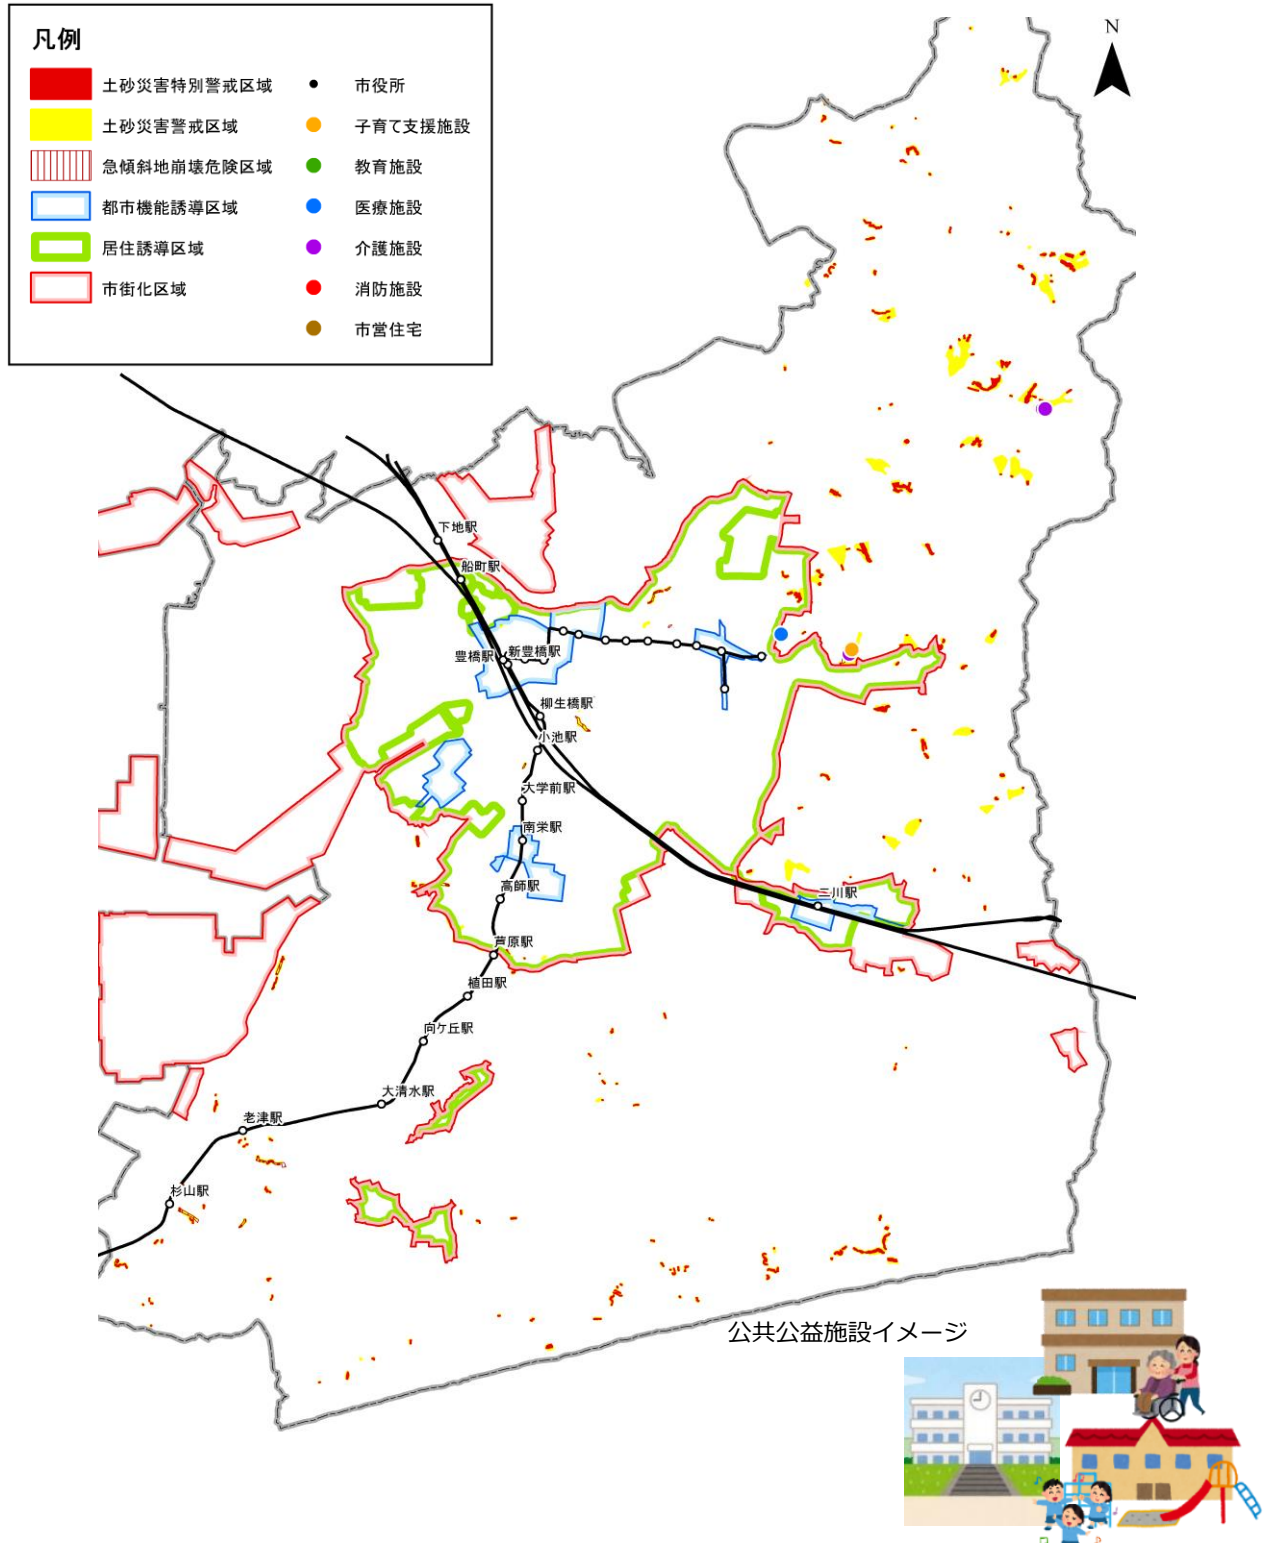 凡例
土砂災害特別警戒区域
土砂災害警戒区域
急傾斜地崩壊危険区域
都市機能誘導区域
居住誘導区域
市街化区域
市役所
子育て支援施設
教育施設
医療施設
介護施設
消防施設
市営住宅
N
下地駅
船町駅
豊橋駅
新豊橋駅
柳生橋駅
小池駅
大学前駅
南栄駅
高師駅
二川駅
芦原駅
植田駅
向ケ丘駅
大清水駅
老津駅
杉山駅
公共公益施設イメージ